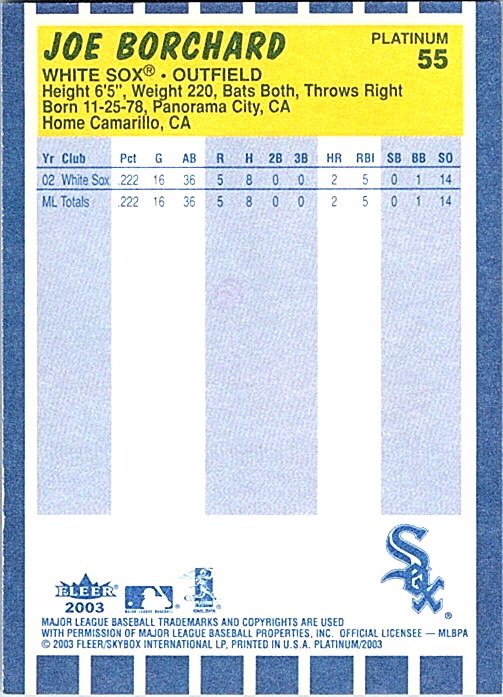 JOE BORCHARD
PLATINUM
55
WHITE SOX® • OUTFIELD
Height 6'5", Weight 220, Bats Both, Throws Right
Born 11-25-78, Panorama City, CA
Home Camarillo, CA
Yr Club Pct G AB R H 2B 3B HR RBI SB BB SO
02 White Sox .222 16 36 5 8 0 0 2 5 0 1 14
ML Totals .222 16 36 5 8 0 0 2 5 0 1 14
Sox ®
FLEER
2003
MAJOR LEAGUE BASEBALL TRADEMARKS AND COPYRIGHTS ARE USED
WITH PERMISSION OF MAJOR LEAGUE BASEBALL PROPERTIES, INC. OFFICIAL LICENSEE — MLBPA
© 2003 FLEER/SKYBOX INTERNATIONAL LP, PRINTED IN U.S.A. PLATINUM/2003